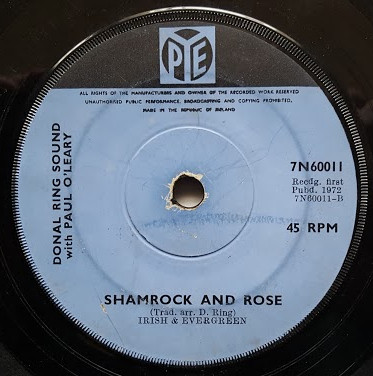 PYE
ALL RIGHTS OF THE MANUFACTURERS AND OWNER OF THE RECORDED WORK RESERVED
UNAUTHORISED PUBLIC PERFORMANCE, BROADCASTING AND COPYING PROHIBITED.
MADE IN THE REPUBLIC OF IRELAND
DONAL RING SOUND
with PAUL O'LEARY
7N60011
Recdg. first
Pubd. 1972
7N60011-B
45 RPM
SHAMROCK AND ROSE
(Trad. arr. D. Ring)
IRISH & EVERGREEN